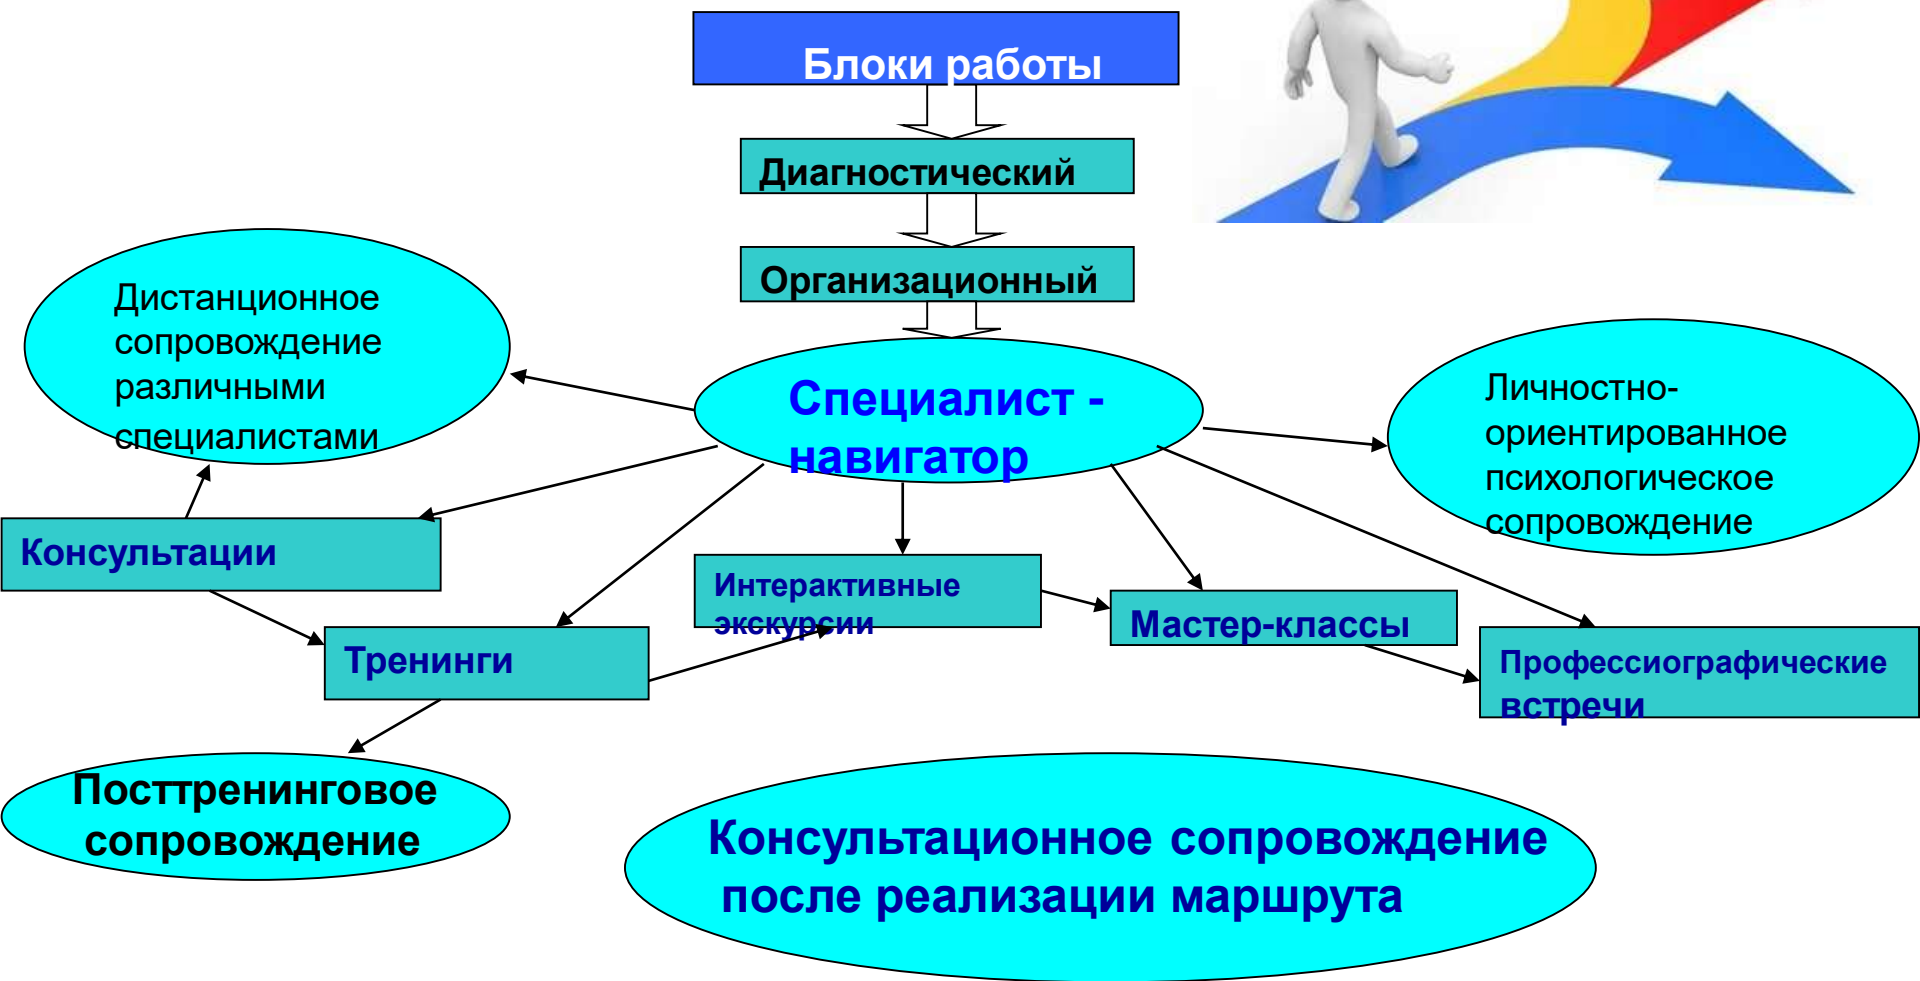 Блоки работы
Диагностический
Организационный
Дистанционное
сопровождение
различными
специалистами
Специалист -
навигатор
Личностно-
ориентированное
психологическое
сопровождение
Консультации
Интерактивные
экскурсии
Мастер-классы
Тренинги
Профессиографические
встречи
Посттренинговое
сопровождение
Консультационное сопровождение
после реализации маршрута